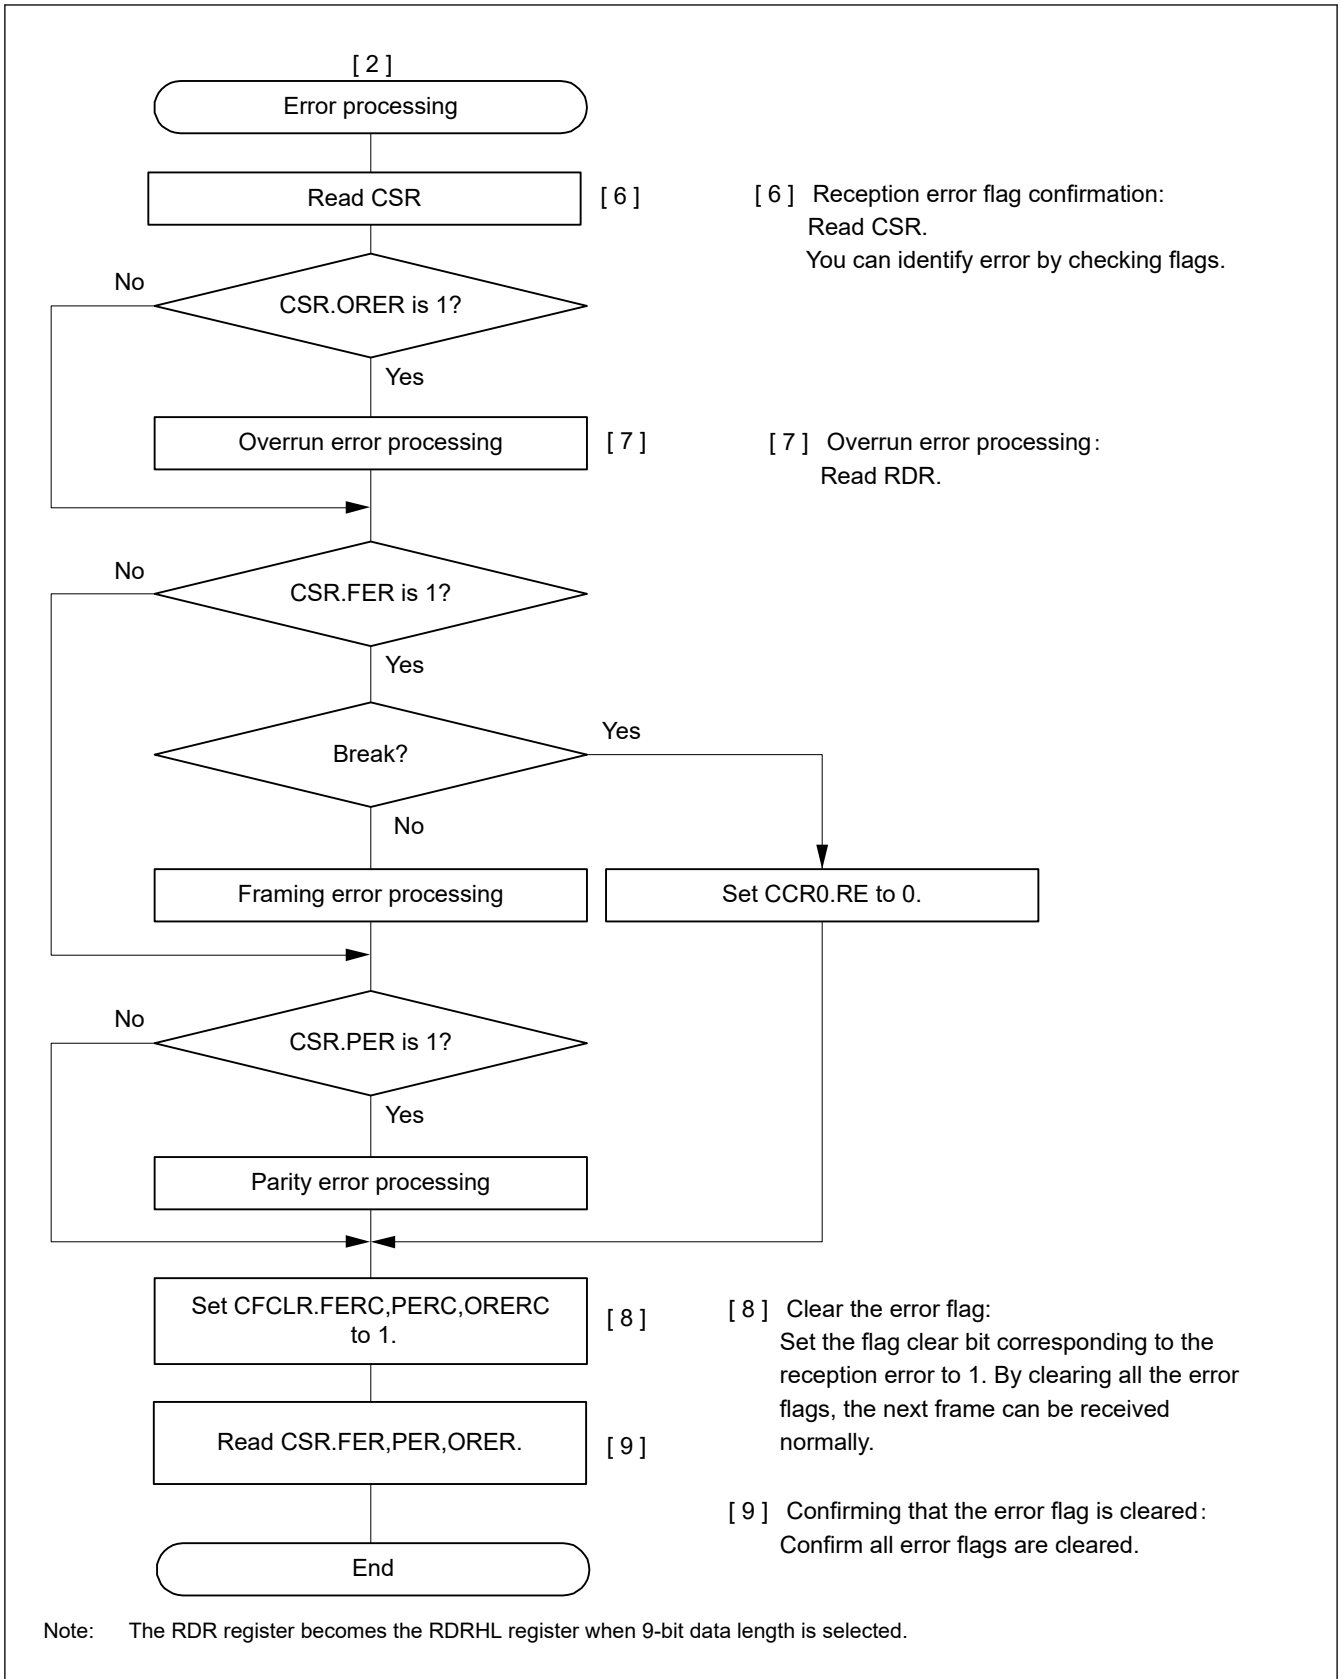 [ 2 ]
Error processing
Read CSR
[ 6 ]
[ 6 ] Reception error flag confirmation:
Read CSR.
You can identify error by checking flags.
No
CSR.ORER is 1?
Yes
Overrun error processing
[ 7 ]
[ 7 ] Overrun error processing:
Read RDR.
No
CSR.FER is 1?
Yes
Break?
Yes
No
Framing error processing
Set CCR0.RE to 0.
No
CSR.PER is 1?
Yes
Parity error processing
Set CFCLR.FERC,PERC,ORERC
to 1.
[ 8 ]
[ 8 ] Clear the error flag:
Set the flag clear bit corresponding to the
reception error to 1. By clearing all the error
flags, the next frame can be received
normally.
Read CSR.FER,PER,ORER.
[ 9 ]
[ 9 ] Confirming that the error flag is cleared:
Confirm all error flags are cleared.
End
Note: The RDR register becomes the RDRHL register when 9-bit data length is selected.